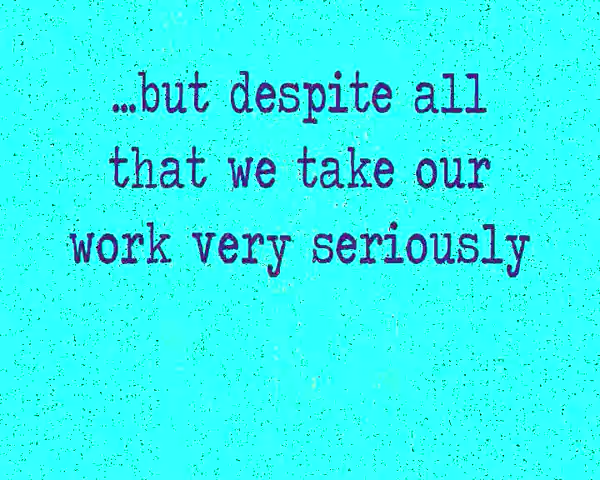 ...but despite all
that we take our
work very seriously